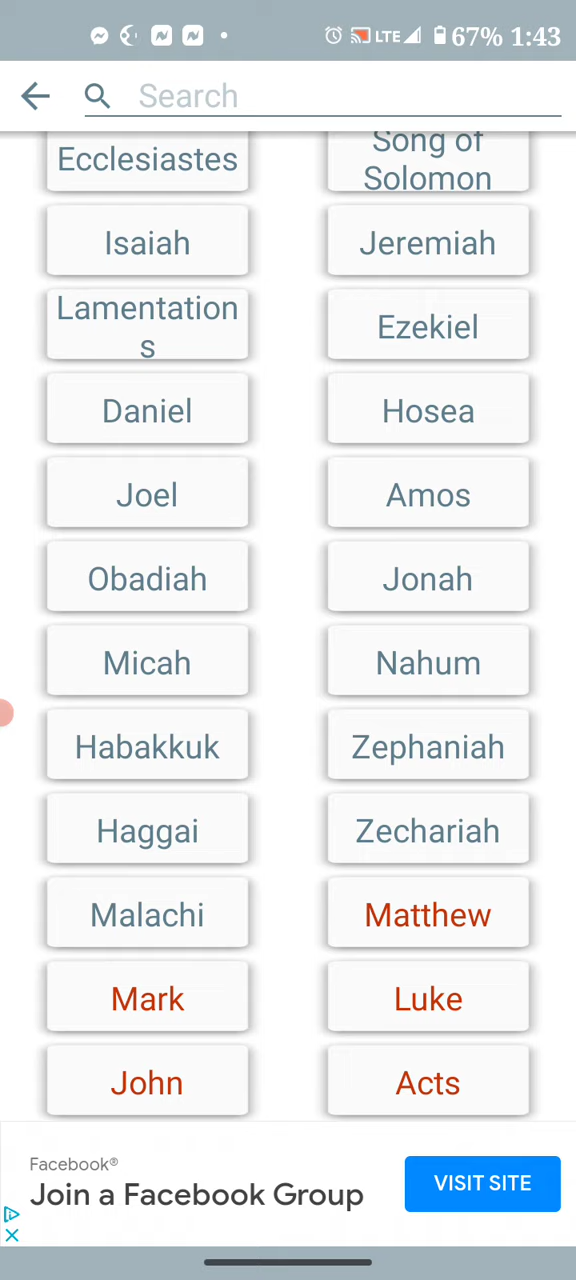 LTE 67% 1:43
Search
Ecclesiastes
Song of
Solomon
Isaiah
Jeremiah
Lamentation
s
Ezekiel
Daniel
Hosea
Joel
Amos
Obadiah
Jonah
Micah
Nahum
Habakkuk
Zephaniah
Haggai
Zechariah
Malachi
Matthew
Mark
Luke
John
Acts
Facebook®
Join a Facebook Group
VISIT SITE